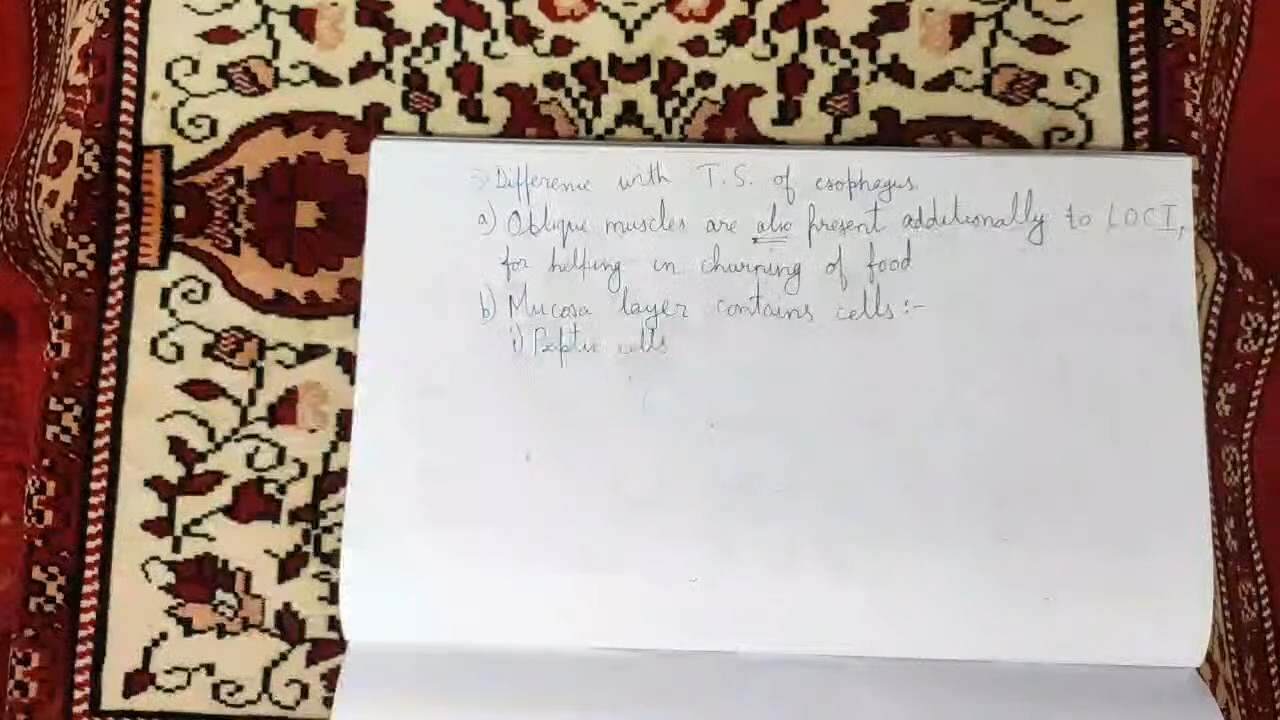 → Difference with T.S. of esophagus.
a) Oblique muscles are also present additionally to LOCI,
for helping in churning of food
b) Mucosa layer contains cells:-
i) Peptic cells